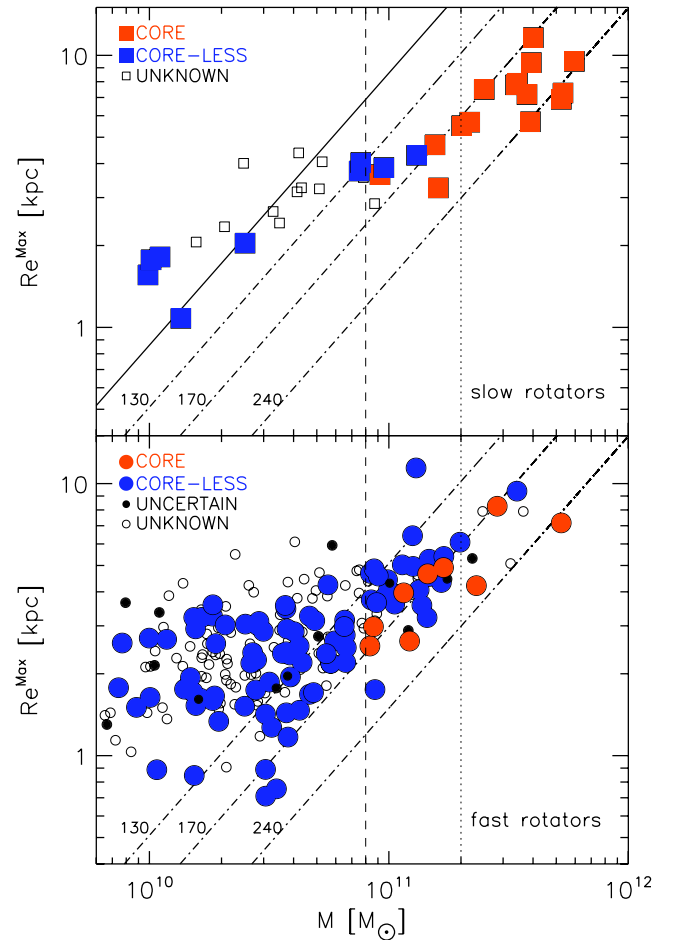 CORE
CORE-LESS
UNKNOWN
10
1
Re^Max [kpc]
130 170 240
slow rotators
CORE
CORE-LESS
UNCERTAIN
UNKNOWN
10
1
Re^Max [kpc]
130 170 240
fast rotators
10^10 10^11 10^12
M [M_⊙]